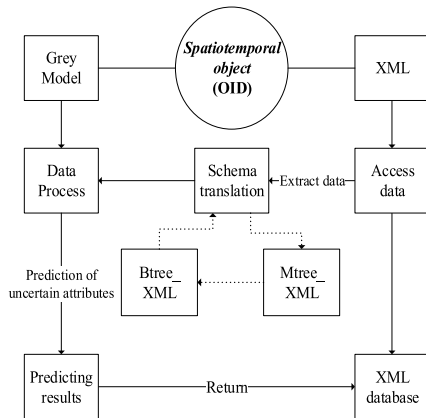 Grey
Model
Spatiotemporal
object
(OID)
XML
Data
Process
Schema
translation
Extract data
Access
data
Prediction of
uncertain attributes
Btree_
XML
Mtree_
XML
Predicting
results
Return
XML
database